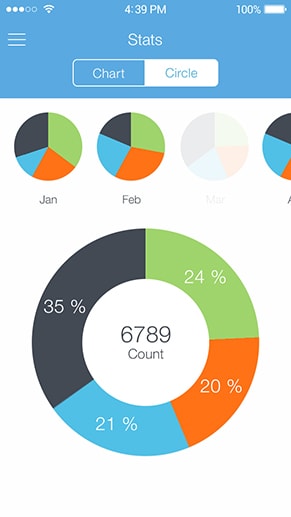 4:39 PM 100%
Stats
Chart Circle
Jan Feb Mar A
24 %
35 %
6789
Count
20 %
21 %